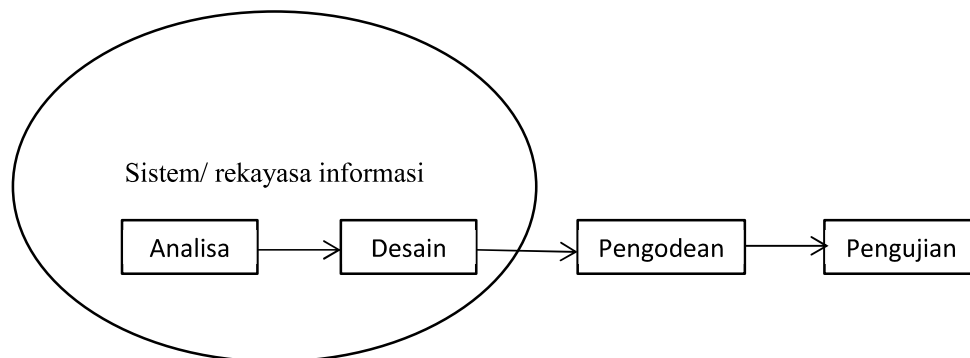 Sistem/ rekayasa informasi
Analisa
Desain
Pengodean
Pengujian